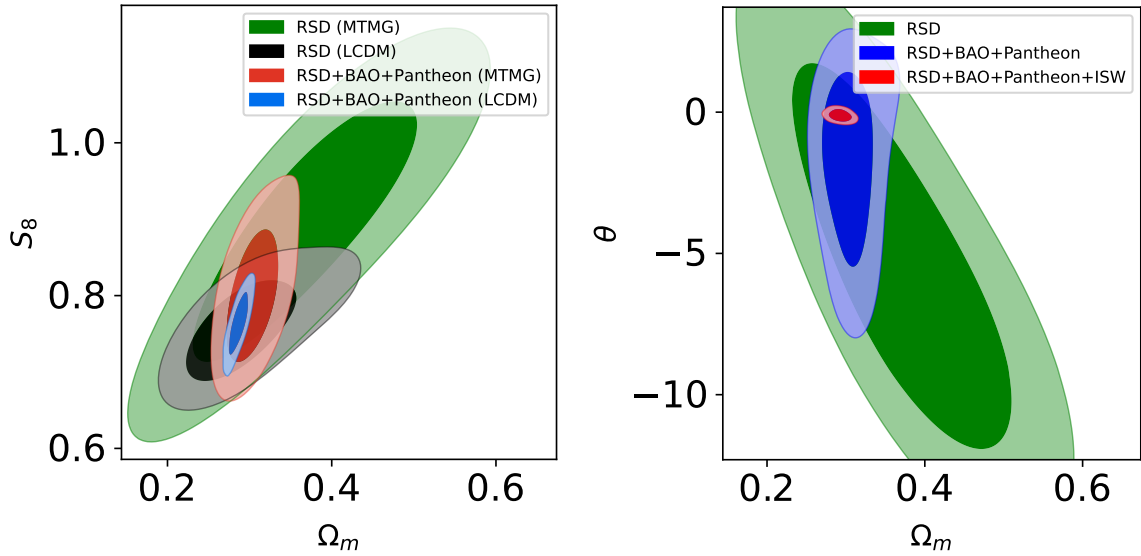 RSD (MTMG)
RSD (LCDM)
RSD+BAO+Pantheon (MTMG)
RSD+BAO+Pantheon (LCDM)
1.0
0.8
0.6
S₈
0.2
0.4
0.6
Ωₘ
RSD
RSD+BAO+Pantheon
RSD+BAO+Pantheon+ISW
0
−5
−10
θ
0.2
0.4
0.6
Ωₘ